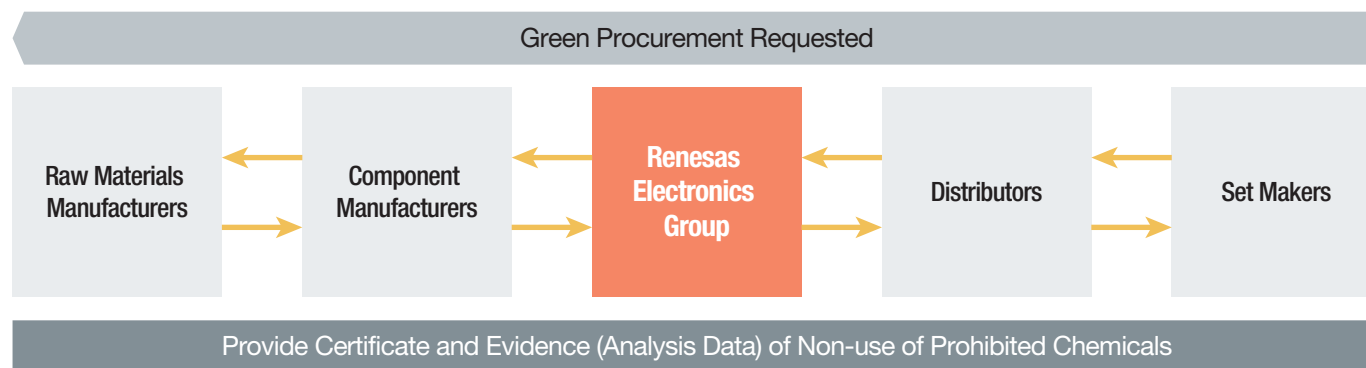 Green Procurement Requested
Raw Materials
Manufacturers
Component
Manufacturers
Renesas
Electronics
Group
Distributors
Set Makers
Provide Certificate and Evidence (Analysis Data) of Non-use of Prohibited Chemicals